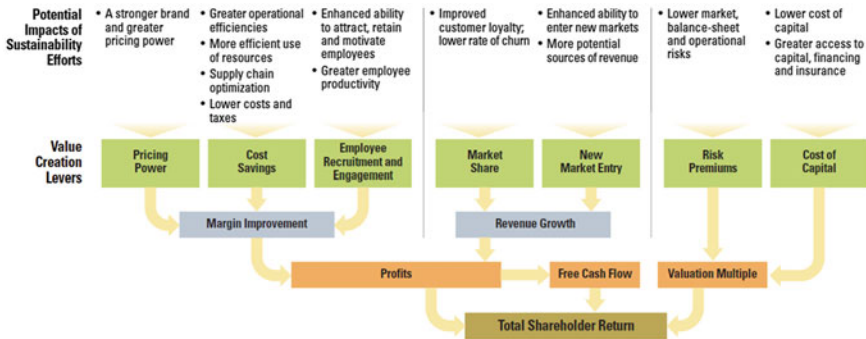 Potential
Impacts of
Sustainability
Efforts
• A stronger brand
and greater
pricing power
• Greater operational
efficiencies
• More efficient use
of resources
• Supply chain
optimization
• Lower costs and
taxes
• Enhanced ability
to attract, retain
and motivate
employees
• Greater employee
productivity
• Improved
customer loyalty;
lower rate of churn
• Enhanced ability to
enter new markets
• More potential
sources of revenue
• Lower market,
balance-sheet
and operational
risks
• Lower cost of
capital
• Greater access to
capital, financing
and insurance
Value
Creation
Levers
Pricing
Power
Cost
Savings
Employee
Recruitment and
Engagement
Market
Share
New
Market Entry
Risk
Premiums
Cost of
Capital
Margin Improvement
Revenue Growth
Profits
Free Cash Flow
Valuation Multiple
Total Shareholder Return